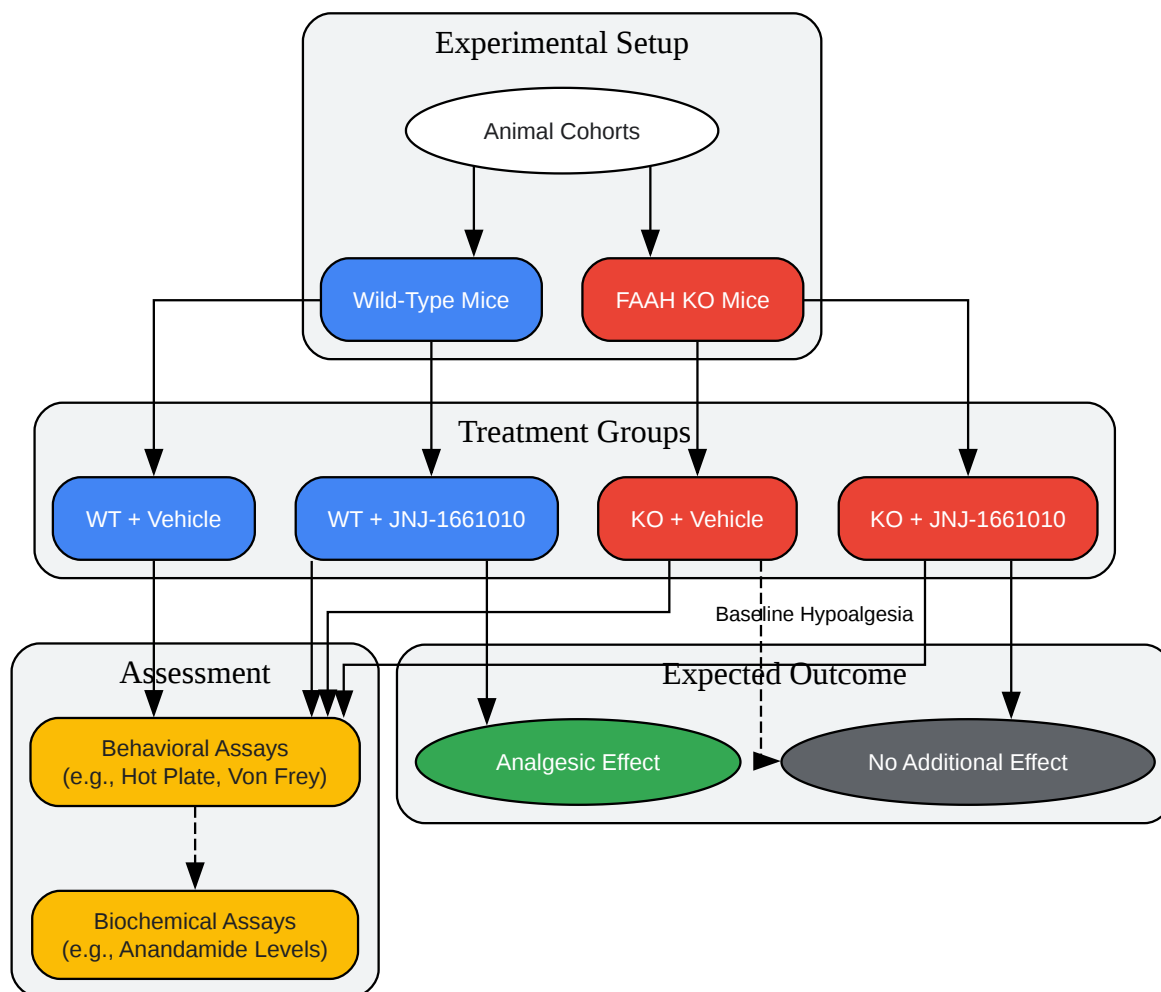 Experimental Setup
Animal Cohorts
Wild-Type Mice
FAAH KO Mice
Treatment Groups
WT + Vehicle
WT + JNJ-1661010
KO + Vehicle
KO + JNJ-1661010
Baseline Hypoalgesia
Assessment
Expected Outcome
Behavioral Assays
(e.g., Hot Plate, Von Frey)
Analgesic Effect
No Additional Effect
Biochemical Assays
(e.g., Anandamide Levels)